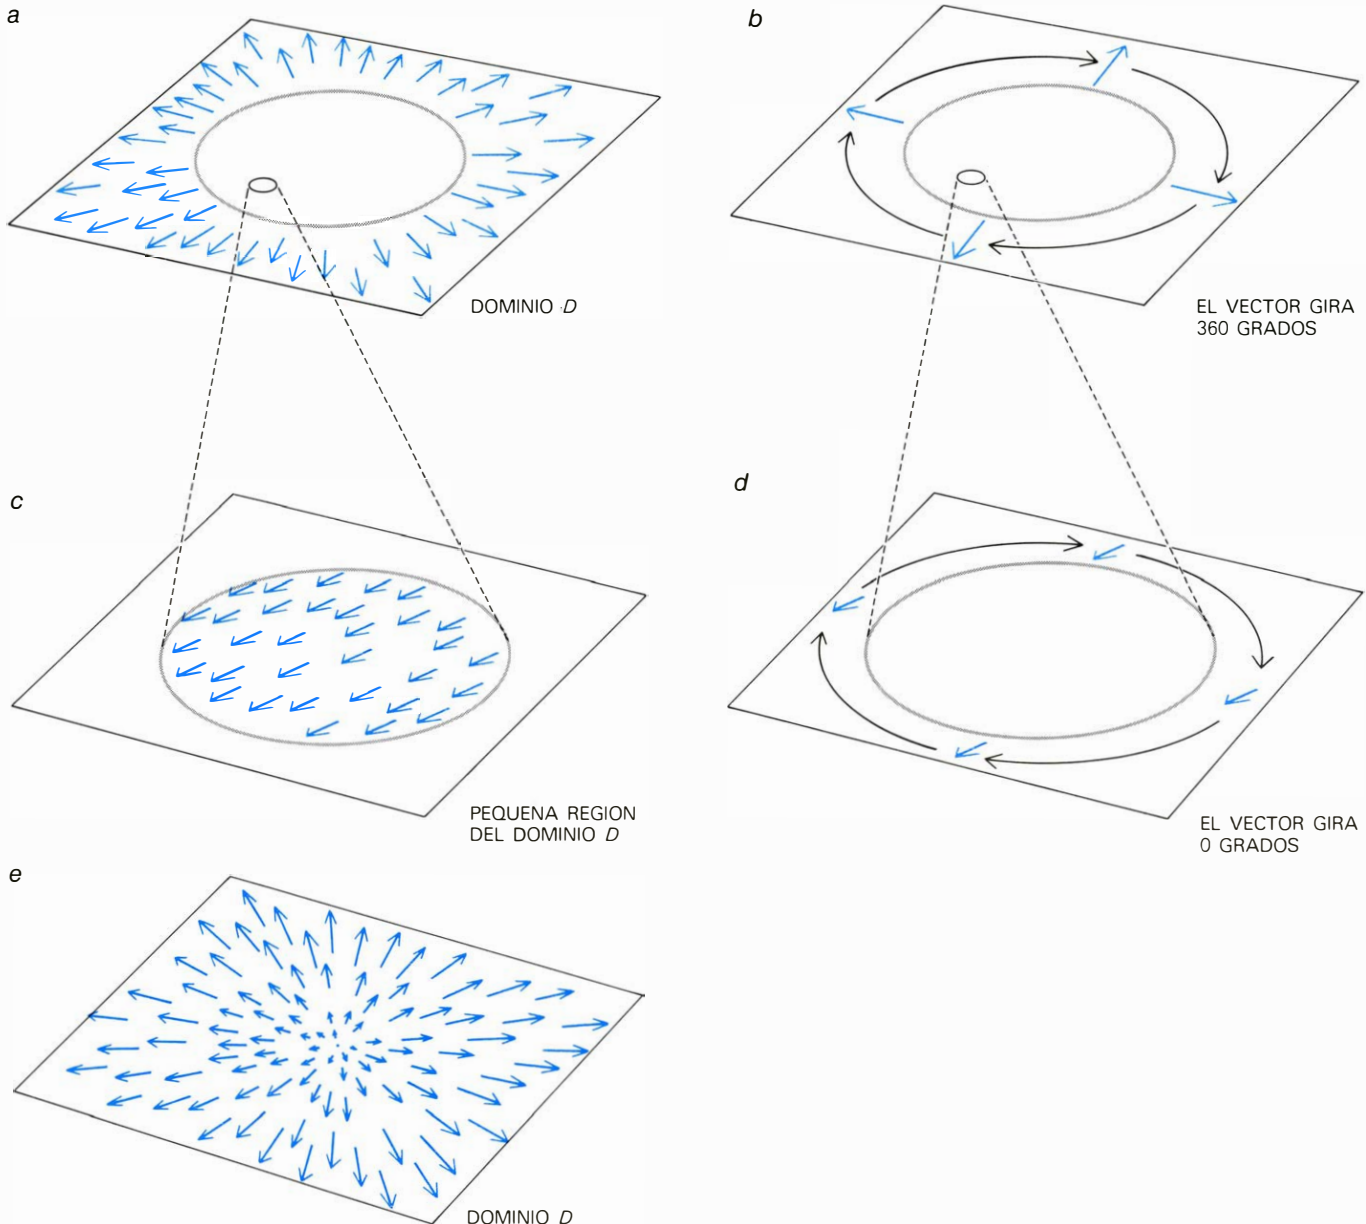 a
b
DOMINIO D
EL VECTOR GIRA
360 GRADOS
c
d
PEQUENA REGION
DEL DOMINIO D
EL VECTOR GIRA
0 GRADOS
e
DOMINIO D